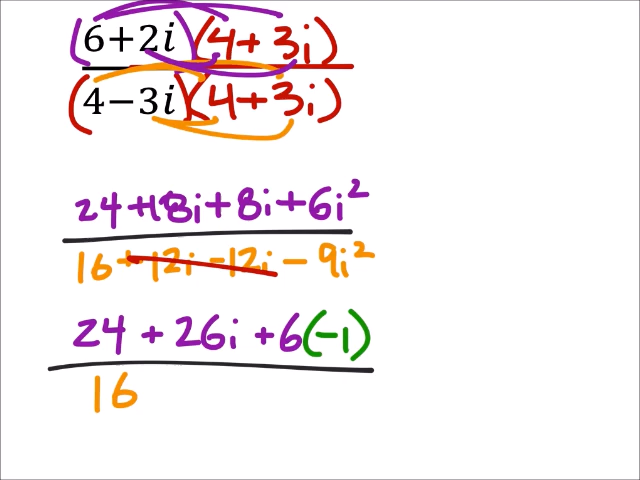 (6+2i)(4+3i)
(4−3i)(4+3i)
24+18i+8i+6i²
16+12i-12i-9i²
24+26i+6(-1)
16